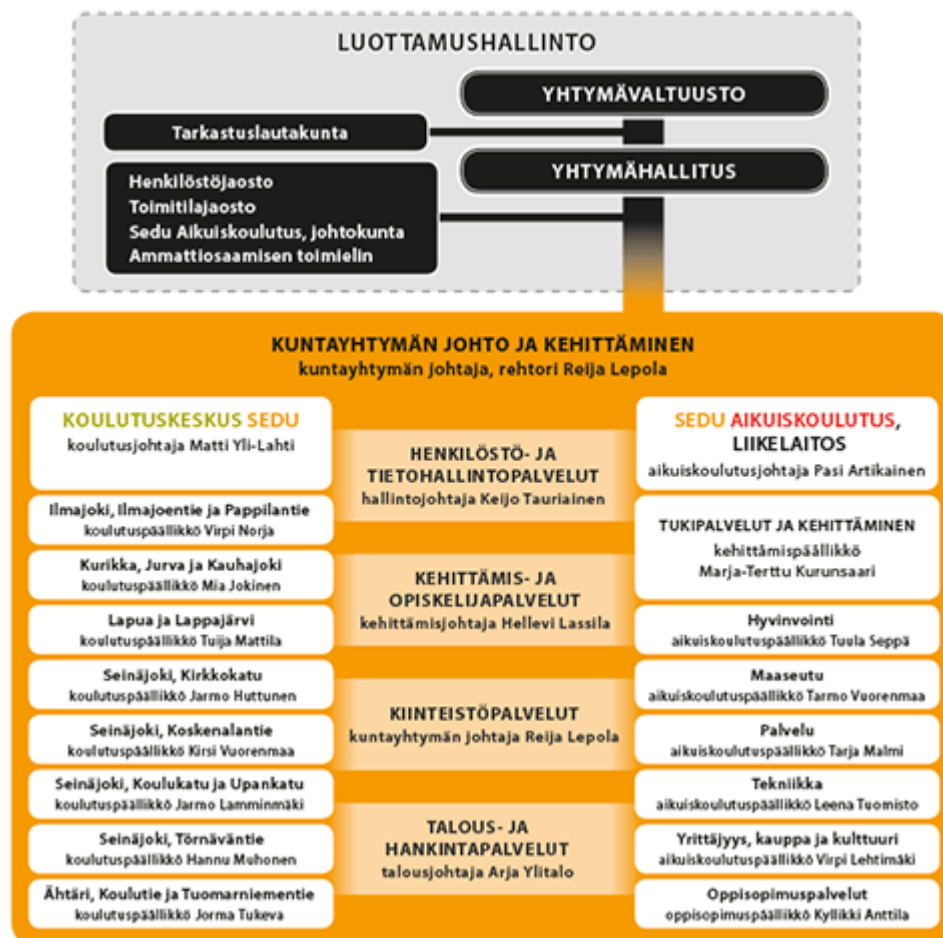 LUOTTAMUSHALLINTO
YHTYMÄVALTUUSTO
Tarkastuslautakunta
YHTYMÄHALLITUS
Henkilöstöjaosto
Toimitilajaosto
Sedu Aikuiskoulutus, johtokunta
Ammattiosaamisen toimielin
KUNTAYHTYMÄN JOHTO JA KEHITTÄMINEN
kuntayhtymän johtaja, rehtori Reija Lepola
KOULUTUSKESKUS SEDU
koulutusjohtaja Matti Yli-Lahti
Ilmajoki, Ilmajoentie ja Pappilantie
koulutuspäällikkö Virpi Norja
Kurikka, Jurva ja Kauhajoki
koulutuspäällikkö Mia Jokinen
Lapua ja Lappajärvi
koulutuspäällikkö Tuija Mattila
Seinäjoki, Kirkkokatu
koulutuspäällikkö Jarmo Huttunen
Seinäjoki, Koskenalantie
koulutuspäällikkö Kirsi Vuorenmaa
Seinäjoki, Koulukatu ja Upankatu
koulutuspäällikkö Jarmo Lamminmäki
Seinäjoki, Törnäväntie
koulutuspäällikkö Hannu Muhonen
Ähtäri, Koulutie ja Tuomarniementie
koulutuspäällikkö Jorma Tukeva
HENKILÖSTÖ- JA
TIETOHALLINTOPALVELUT
hallintojohtaja Keijo Tauriainen
KEHITTÄMIS- JA
OPISKELIJAPALVELUT
kehittämisjohtaja Hellevi Lassila
KIINTEISTÖPALVELUT
kuntayhtymän johtaja Reija Lepola
TALOUS- JA
HANKINTAPALVELUT
talousjohtaja Arja Ylitalo
SEDU AIKUISKOULUTUS,
LIIKELAITOS
aikuiskoulutusjohtaja Pasi Artikainen
TUKIPALVELUT JA KEHITTÄMINEN
kehittämispäällikkö
Marja-Terttu Kurunsaari
Hyvinvointi
aikuiskoulutuspäällikkö Tuula Seppä
Maaseutu
aikuiskoulutuspäällikkö Tarmo Vuorenmaa
Palvelu
aikuiskoulutuspäällikkö Tarja Malmi
Tekniikka
aikuiskoulutuspäällikkö Leena Tuomisto
Yrittäjyys, kauppa ja kulttuuri
aikuiskoulutuspäällikkö Virpi Lehtimäki
Oppisopimuspalvelut
oppisopimuspäällikkö Kyllikki Anttila